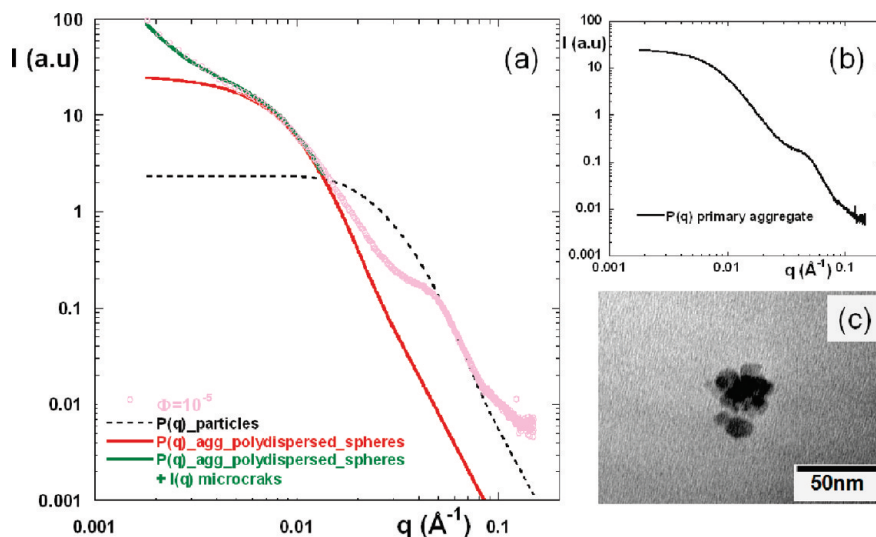 I (a.u)
100
10
1
0.1
0.01
0.001
(a)
Φ=10⁻⁵
P(q)_particles
P(q)_agg_polydispersed_spheres
P(q)_agg_polydispersed_spheres
+ I(q) microcraks
0.001
0.01
0.1
q (Å⁻¹)
I (a.u)
100
10
1
0.1
0.01
0.001
(b)
P(q) primary aggregate
0.001
0.01
0.1
q (Å⁻¹)
(c)
50nm